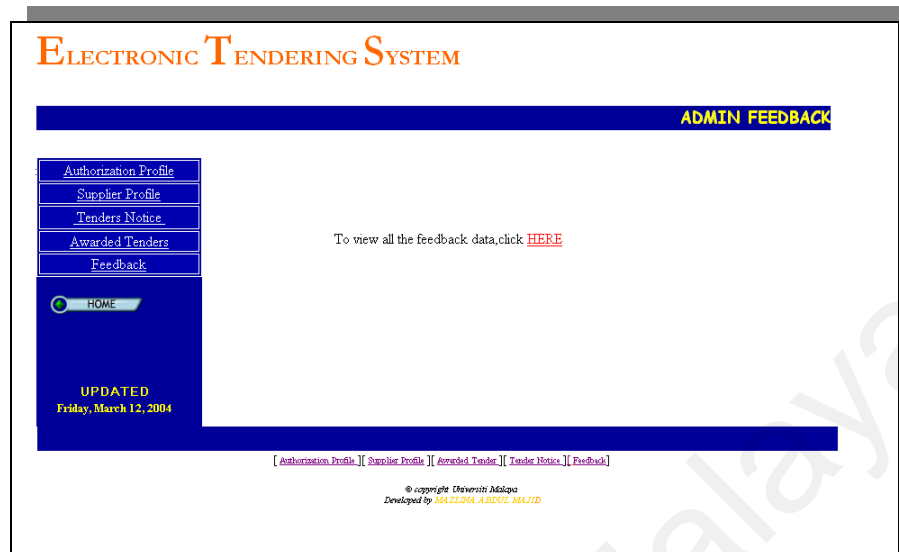 ELECTRONIC TENDERING SYSTEM
ADMIN FEEDBACK
Authorization Profile
Supplier Profile
Tenders Notice
Awarded Tenders
Feedback
To view all the feedback data,click HERE
HOME
UPDATED
Friday, March 12, 2004
[ Authorization Profile ][ Supplier Profile ][ Awarded Tender ][ Tender Notice ][ Feedback]
© copyright Universiti Malaya
Developed by MAZLINA ABDUL MAJID
alaya